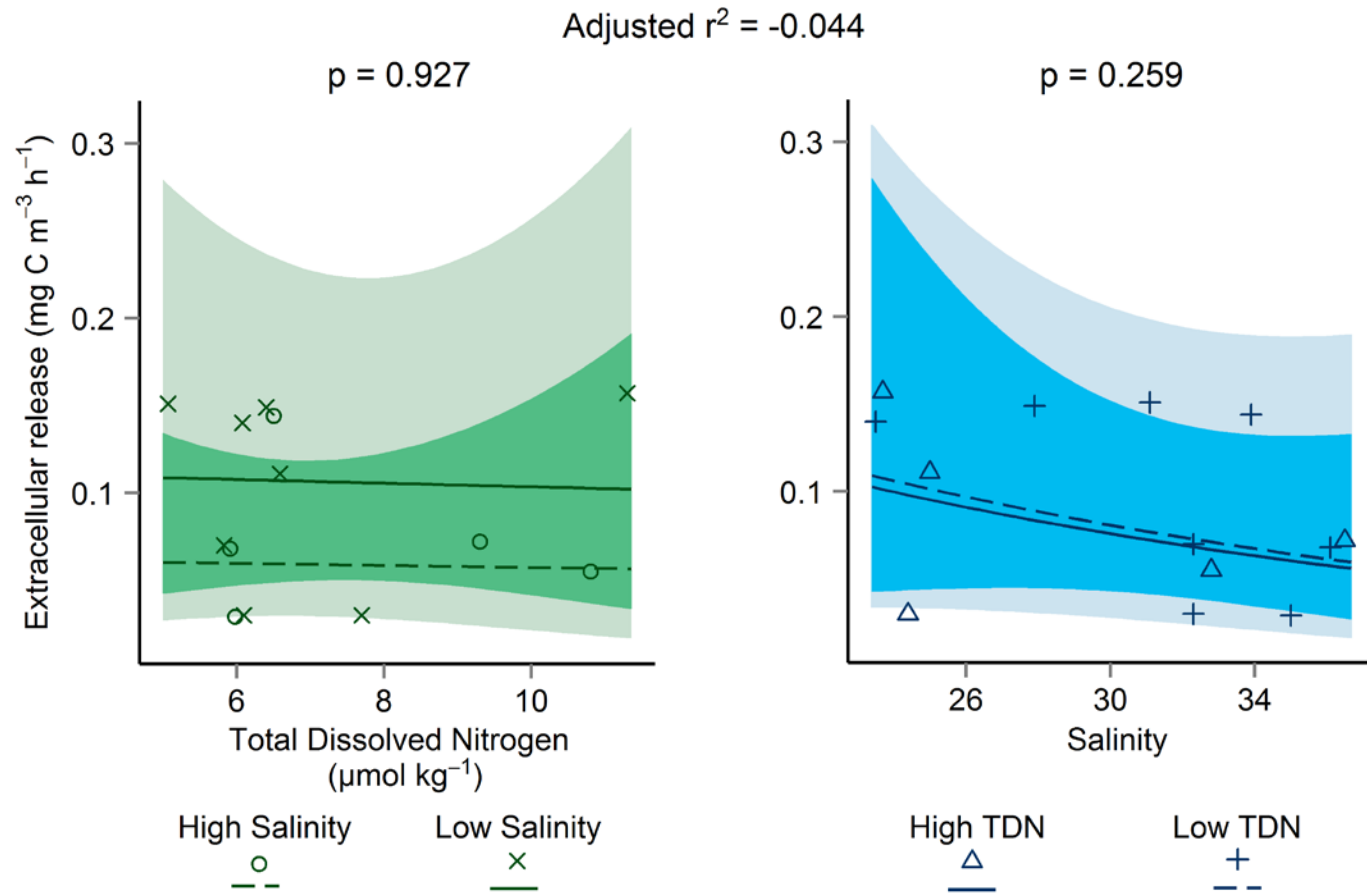 Adjusted r² = -0.044
p = 0.927
p = 0.259
Extracellular release (mg C m⁻³ h⁻¹)
0.3
0.2
0.1
6 8 10
Total Dissolved Nitrogen
(µmol kg⁻¹)
0.3
0.2
0.1
26 30 34
Salinity
High Salinity Low Salinity
High TDN Low TDN